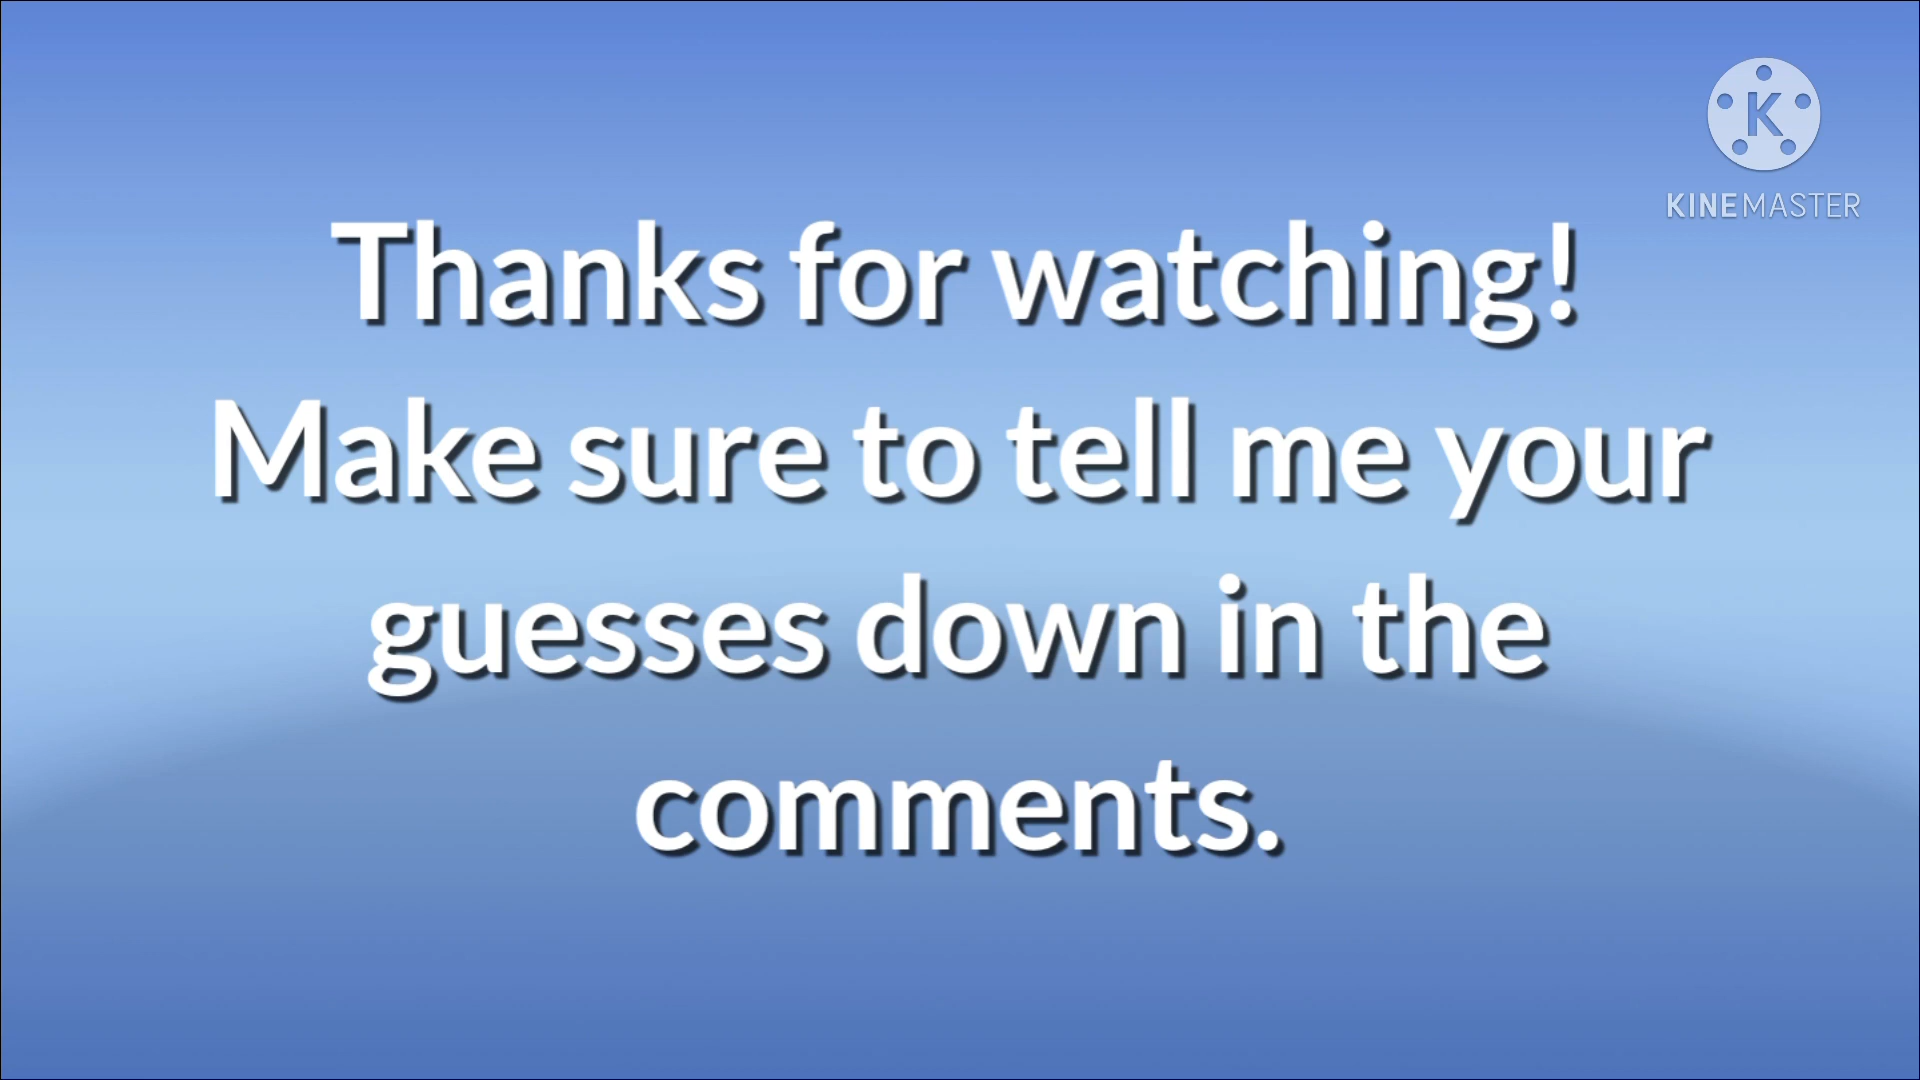 K
KINEMASTER
Thanks for watching!
Make sure to tell me your
guesses down in the
comments.